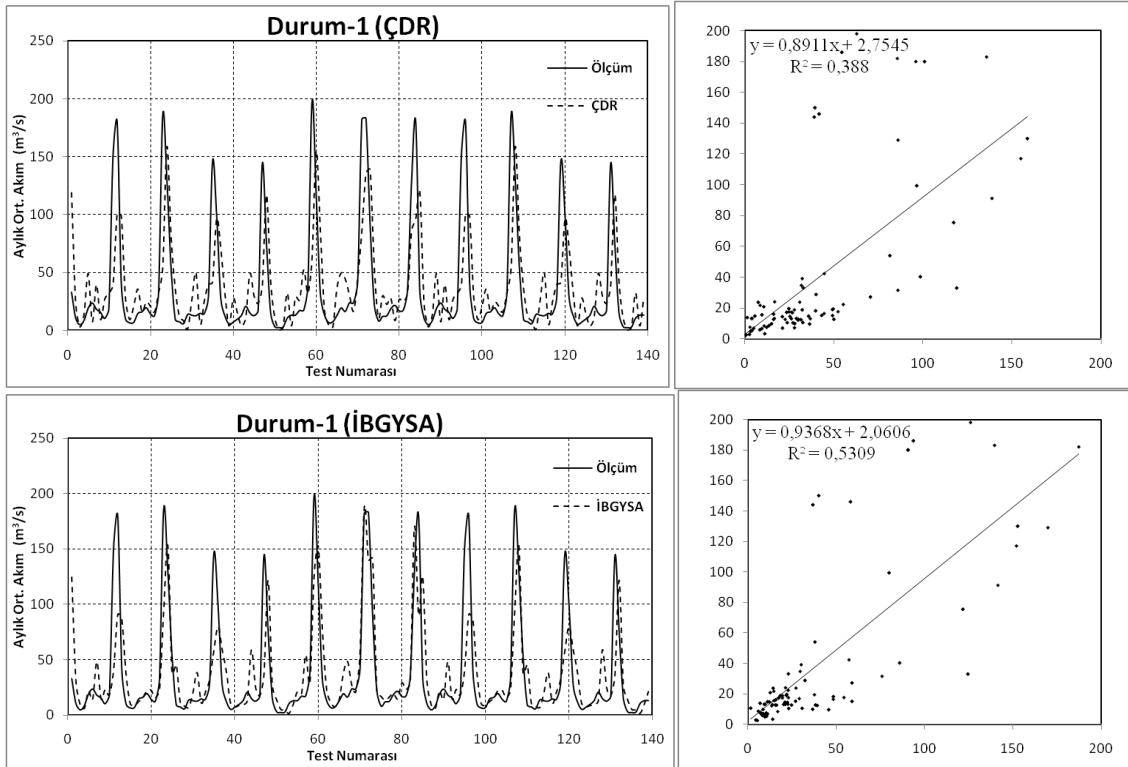 Durum-1 (ÇDR)
Aylık Ort. Akım (m³/s)
250
200
150
100
50
0
0 20 40 60 80 100 120 140
Test Numarası
Ölçüm
ÇDR
y = 0,8911x + 2,7545
R² = 0,388
200
180
160
140
120
100
80
60
40
20
0
0 50 100 150 200
Durum-1 (İBGYSA)
Aylık Ort. Akım (m³/s)
250
200
150
100
50
0
0 20 40 60 80 100 120 140
Test Numarası
Ölçüm
İBGYSA
y = 0,9368x + 2,0606
R² = 0,5309
200
180
160
140
120
100
80
60
40
20
0
0 50 100 150 200